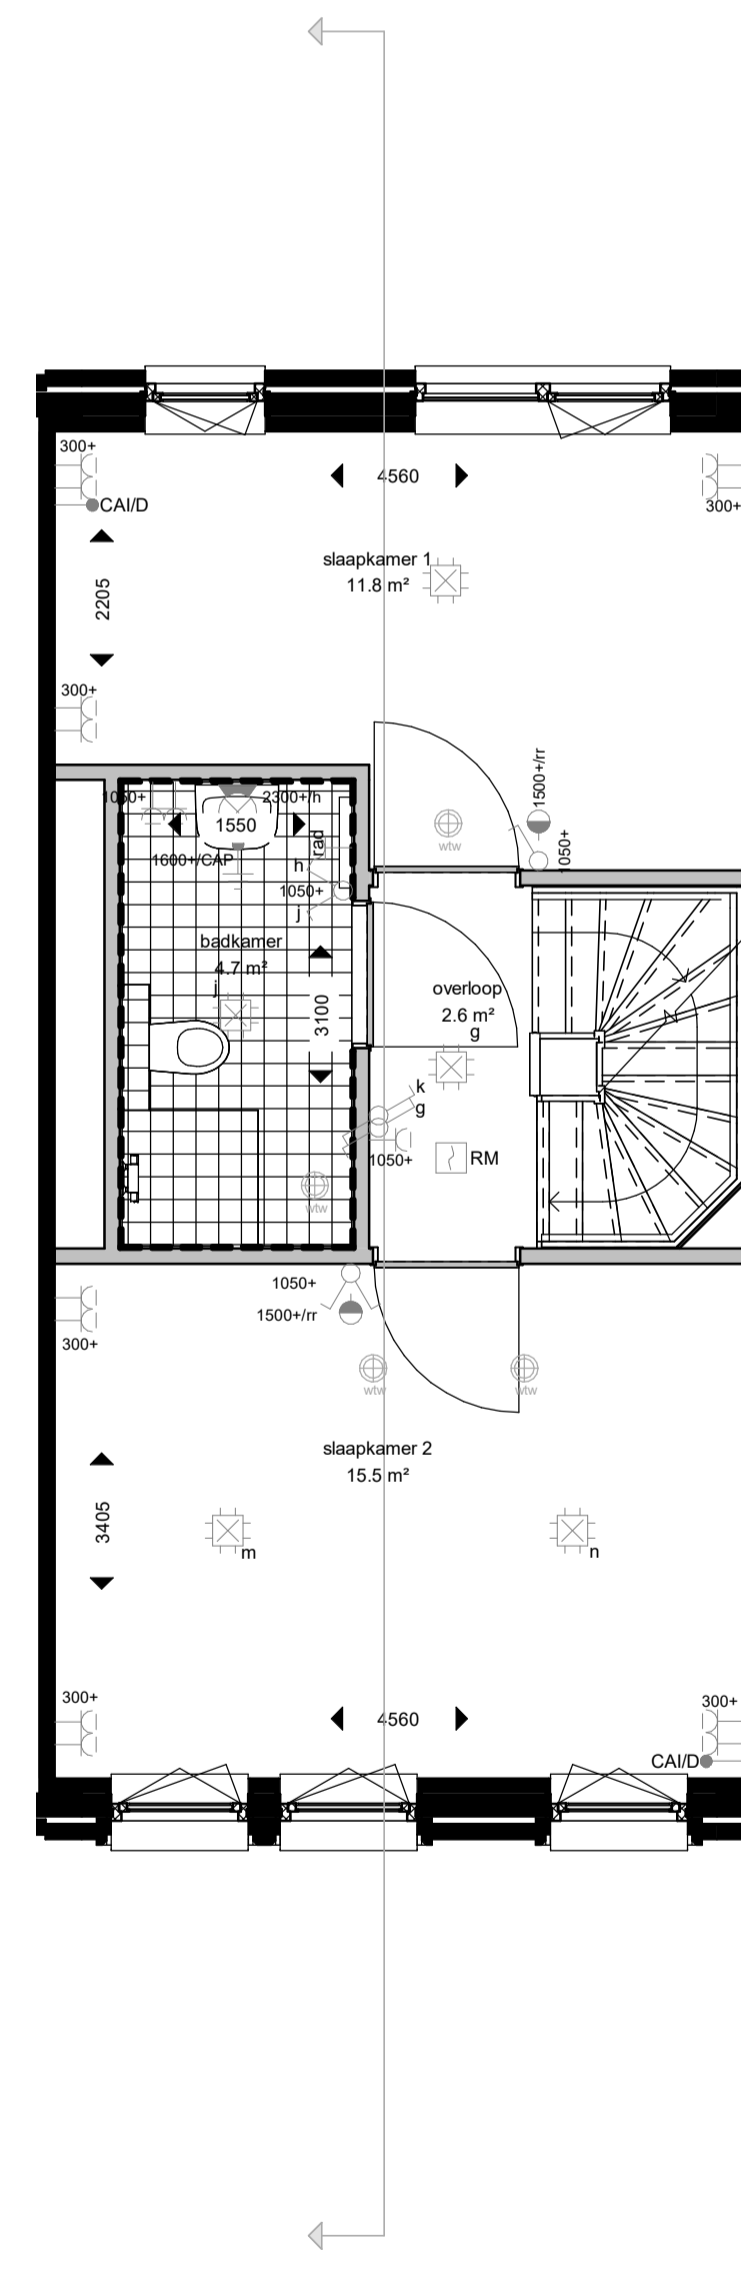 300+
4560
CAI/D
300+
slaapkamer 1
11.8 m²
2205
300+
1500+/rr
1050+
wtw
1050+
2300+/h
1550
rad
1600+/CAP
h
1050+
j
badkamer
4.7 m²
j
3100
overloop
2.6 m²
g
k
g
1050+
RM
wtw
1050+
1500+/rr
300+
wtw
wtw
slaapkamer 2
15.5 m²
3405
m
n
300+
4560
300+
CAI/D